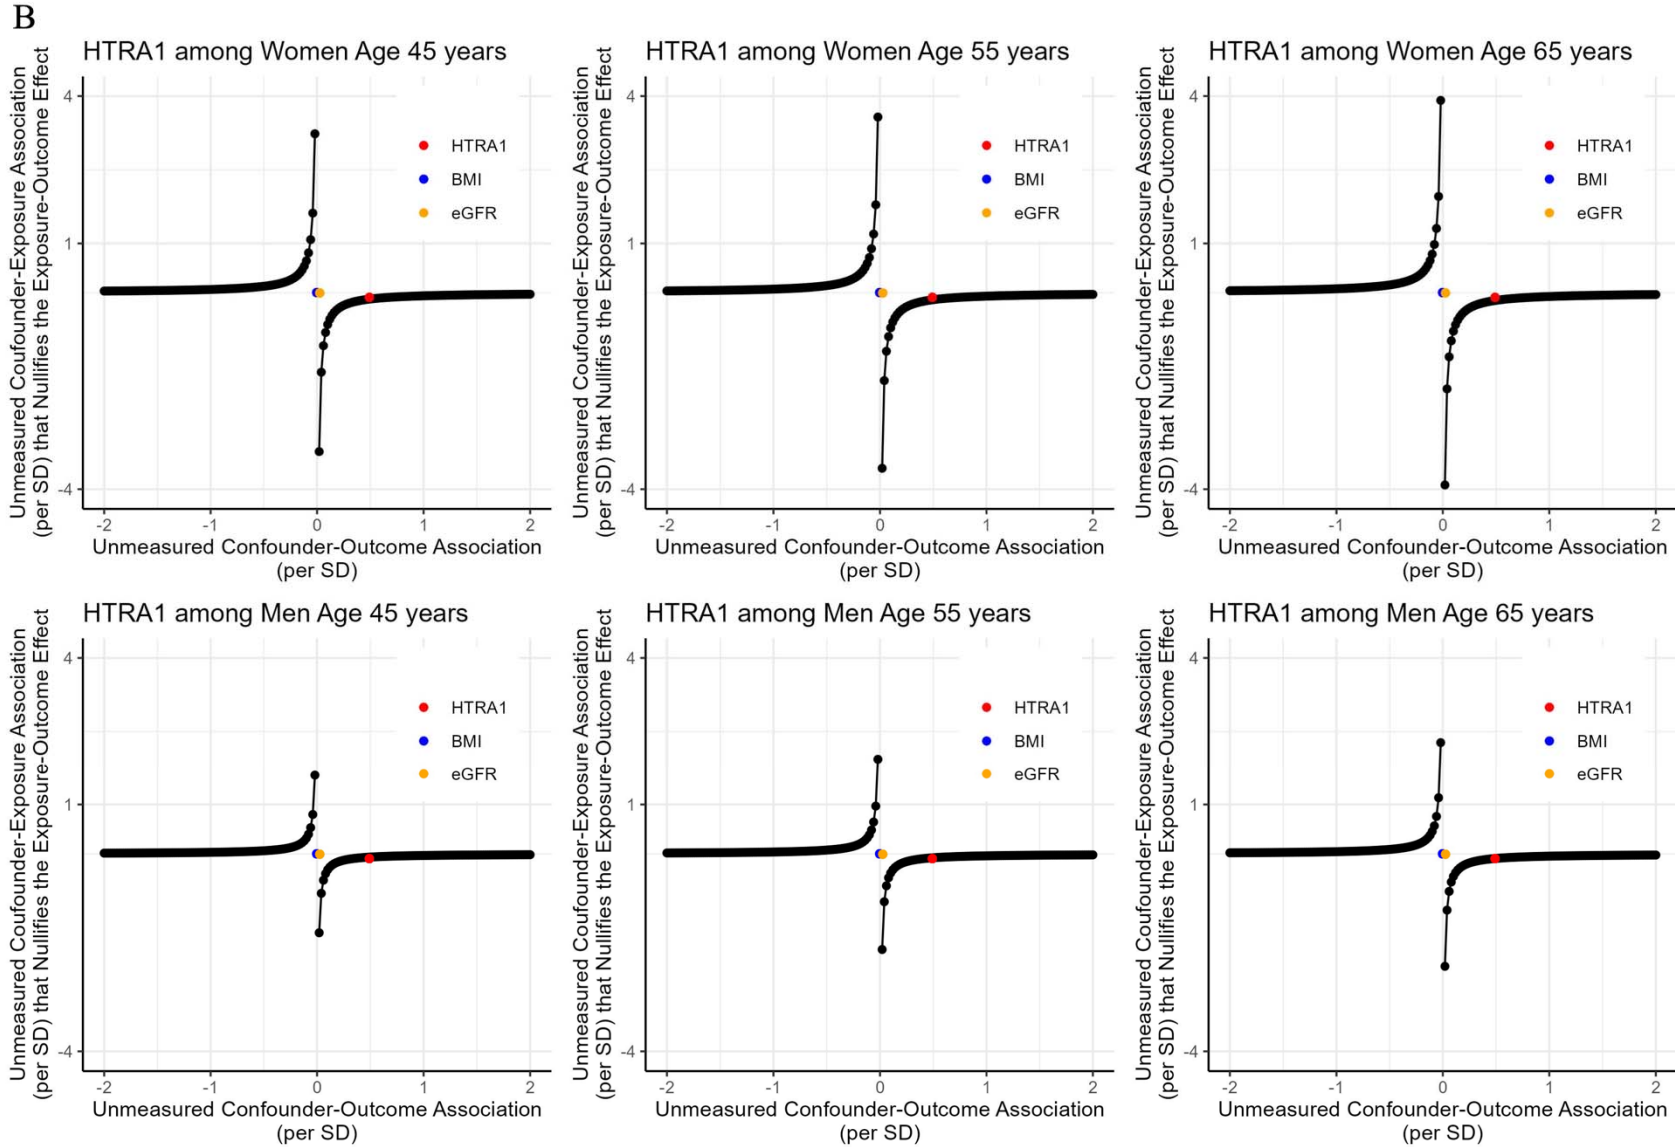 B
HTRA1 among Women Age 45 years
Unmeasured Coufounder-Exposure Association
(per SD) that Nullifies the Exposure-Outcome Effect
4
1
-4
HTRA1
BMI
eGFR
-2
-1
0
1
2
Unmeasured Confounder-Outcome Association
(per SD)
HTRA1 among Women Age 55 years
Unmeasured Coufounder-Exposure Association
(per SD) that Nullifies the Exposure-Outcome Effect
4
1
-4
HTRA1
BMI
eGFR
-2
-1
0
1
2
Unmeasured Confounder-Outcome Association
(per SD)
HTRA1 among Women Age 65 years
Unmeasured Coufounder-Exposure Association
(per SD) that Nullifies the Exposure-Outcome Effect
4
1
-4
HTRA1
BMI
eGFR
-2
-1
0
1
2
Unmeasured Confounder-Outcome Association
(per SD)
HTRA1 among Men Age 45 years
Unmeasured Coufounder-Exposure Association
(per SD) that Nullifies the Exposure-Outcome Effect
4
1
-4
HTRA1
BMI
eGFR
-2
-1
0
1
2
Unmeasured Confounder-Outcome Association
(per SD)
HTRA1 among Men Age 55 years
Unmeasured Coufounder-Exposure Association
(per SD) that Nullifies the Exposure-Outcome Effect
4
1
-4
HTRA1
BMI
eGFR
-2
-1
0
1
2
Unmeasured Confounder-Outcome Association
(per SD)
HTRA1 among Men Age 65 years
Unmeasured Coufounder-Exposure Association
(per SD) that Nullifies the Exposure-Outcome Effect
4
1
-4
HTRA1
BMI
eGFR
-2
-1
0
1
2
Unmeasured Confounder-Outcome Association
(per SD)